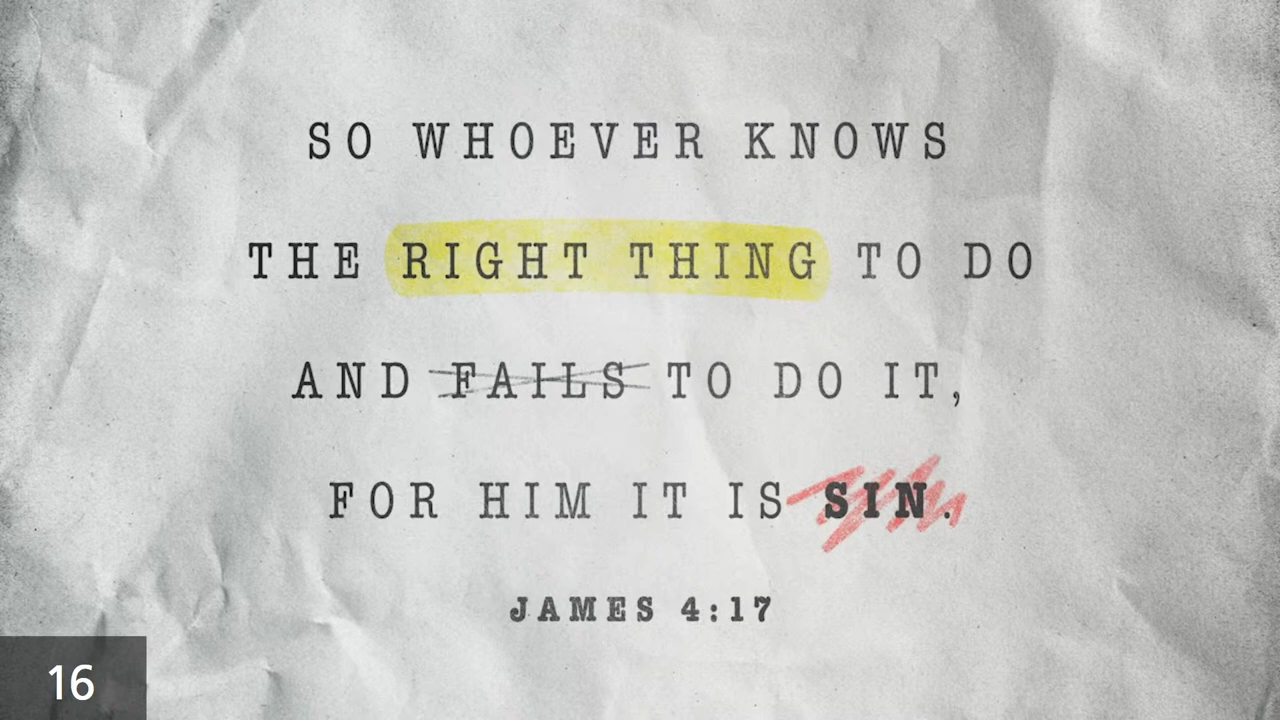 SO WHOEVER KNOWS
THE RIGHT THING TO DO
AND FAILS TO DO IT,
FOR HIM IT IS SIN.
JAMES 4:17
16